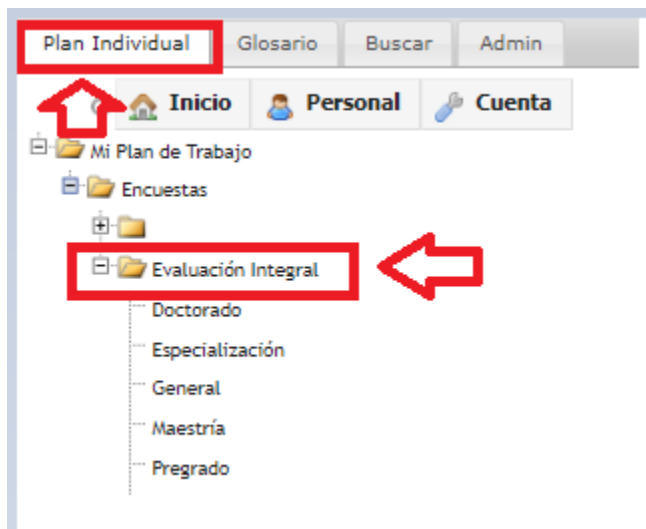 Plan Individual Glosario Buscar Admin
Inicio Personal Cuenta
Mi Plan de Trabajo
Encuestas
Evaluación Integral
Doctorado
Especialización
General
Maestría
Pregrado